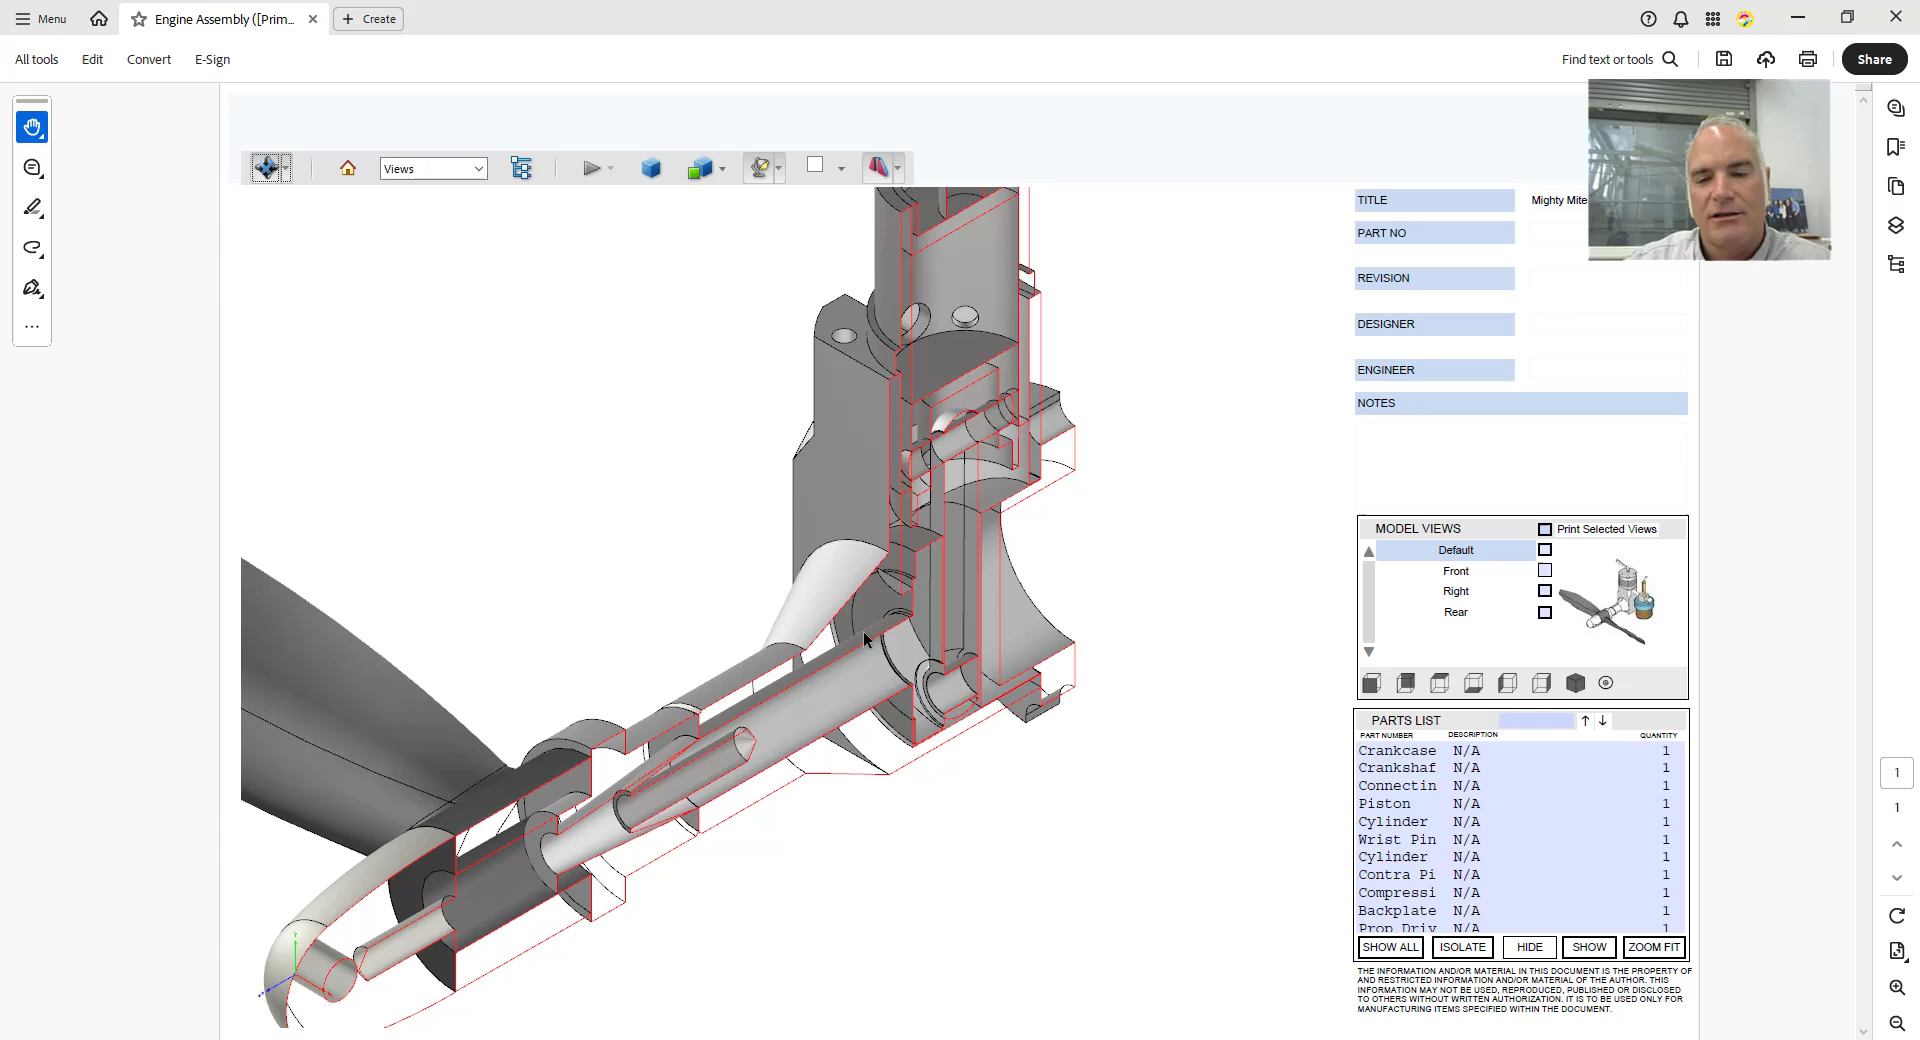 Menu
Engine Assembly ([Prim...
Create
All tools
Edit
Convert
E-Sign
Find text or tools
Share
Views
TITLE
Mighty Mite
PART NO
REVISION
DESIGNER
ENGINEER
NOTES
MODEL VIEWS
Print Selected Views
Default
Front
Right
Rear
PARTS LIST
PART NUMBER DESCRIPTION QUANTITY
Crankcase N/A 1
Crankshaf N/A 1
Connectin N/A 1
Piston N/A 1
Cylinder N/A 1
Wrist Pin N/A 1
Cylinder N/A 1
Contra Pi N/A 1
Compressi N/A 1
Backplate N/A 1
Prop Driv N/A 1
SHOW ALL ISOLATE HIDE SHOW ZOOM FIT
THE INFORMATION AND/OR MATERIAL IN THIS DOCUMENT IS THE PROPERTY OF
AND RESTRICTED INFORMATION AND/OR MATERIAL OF THE AUTHOR. THIS
INFORMATION MAY NOT BE USED, REPRODUCED, PUBLISHED OR DISCLOSED
TO OTHERS WITHOUT WRITTEN AUTHORIZATION. IT IS TO BE USED ONLY FOR
MANUFACTURING ITEMS SPECIFIED WITHIN THE DOCUMENT.
1
1